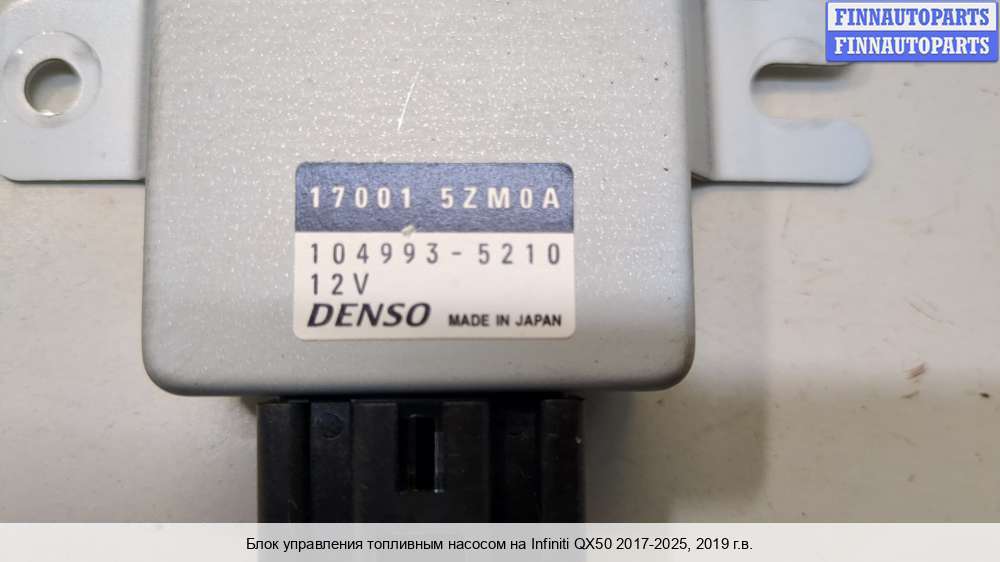 FINNAUTOPARTS
FINNAUTOPARTS
17001 5ZM0A
104993-5210
12V
DENSO MADE IN JAPAN
Блок управления топливным насосом на Infiniti QX50 2017-2025, 2019 г.в.